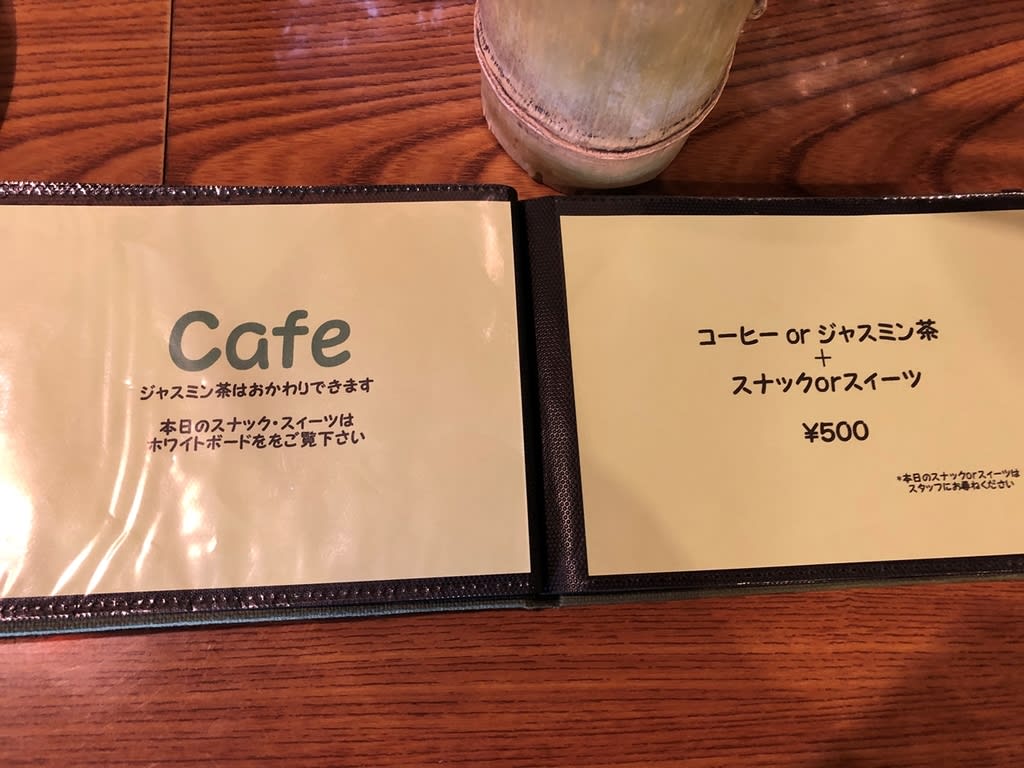 Cafe
ジャスミン茶はおかわりできます
本日のスナック・スイーツは
ホワイトボードををご覧下さい
コーヒー or ジャスミン茶
+
スナックorスイーツ
¥500
*本日のスナックorスイーツは
スタッフにお尋ねください